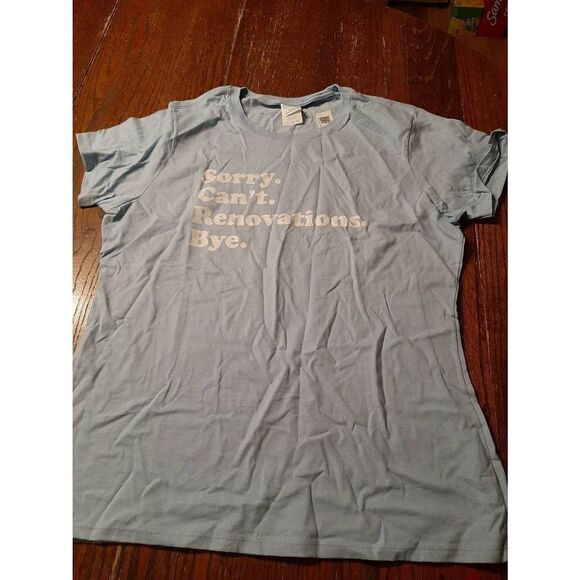 Sorry.
Can't.
Renovations.
Bye.